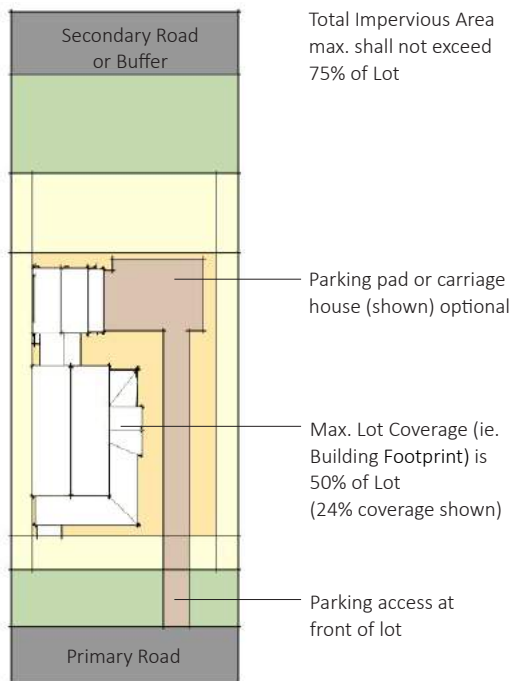 Secondary Road
or Buffer
Total Impervious Area
max. shall not exceed
75% of Lot
Parking pad or carriage
house (shown) optional
Max. Lot Coverage (ie.
Building Footprint) is
50% of Lot
(24% coverage shown)
Parking access at
front of lot
Primary Road